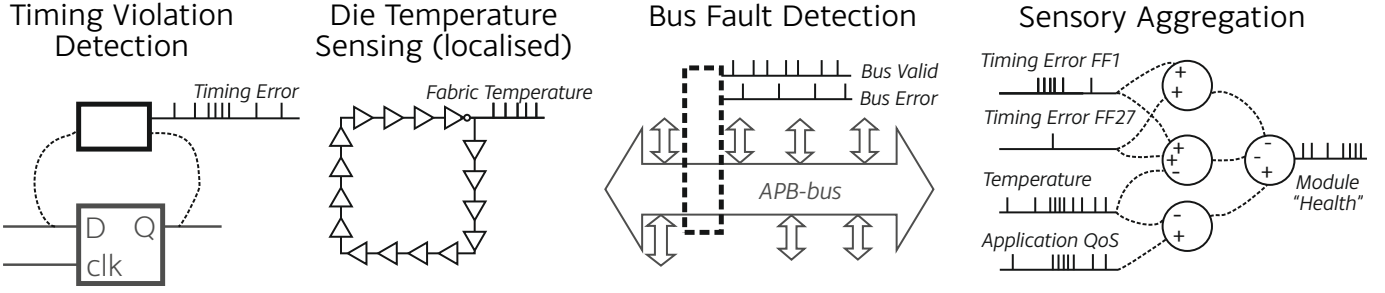 Timing Violation
Detection
Timing Error
D Q
clk
Die Temperature
Sensing (localised)
Fabric Temperature
Bus Fault Detection
Bus Valid
Bus Error
APB-bus
Sensory Aggregation
Timing Error FF1
Timing Error FF27
Temperature
Application QoS
+
+
+
+
-
-
+
-
-
+
Module
"Health"